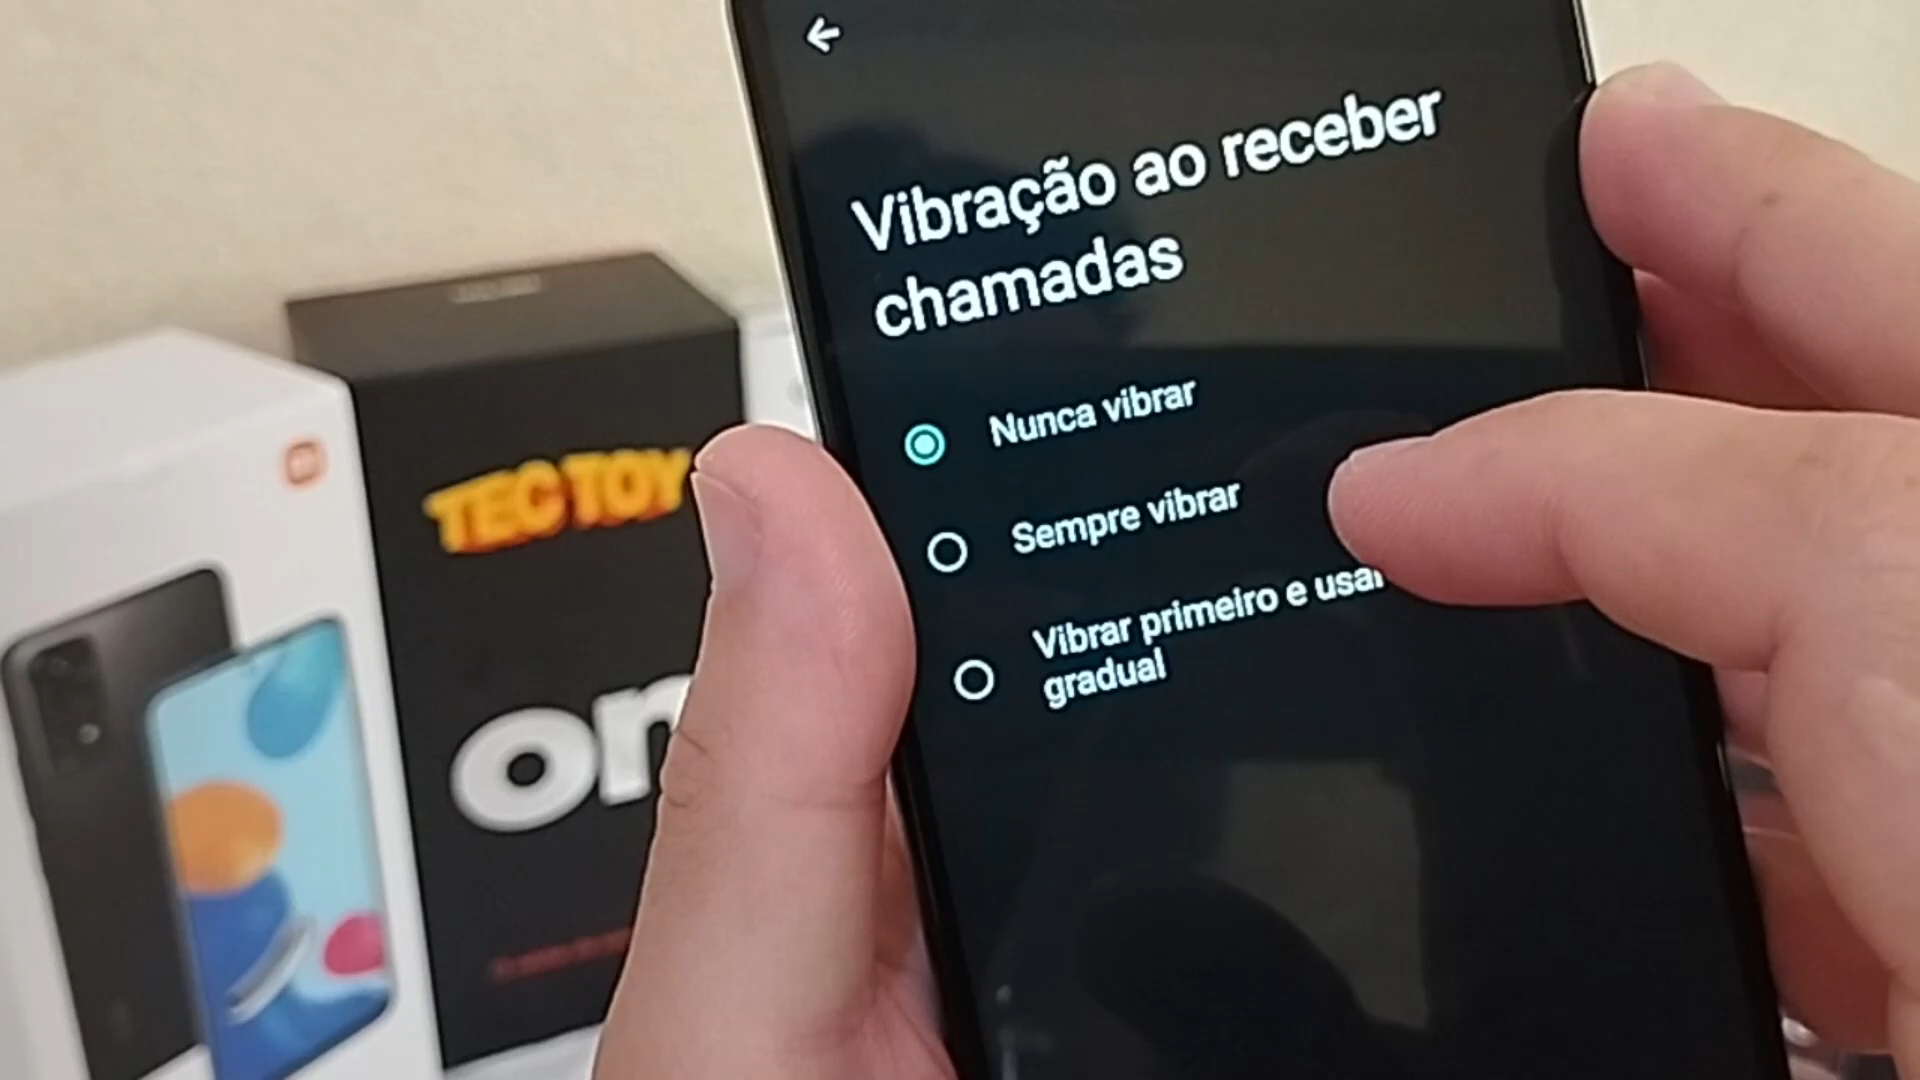 Vibração ao receber
chamadas
Nunca vibrar
Sempre vibrar
Vibrar primeiro e usar
gradual
TEC TOY
on